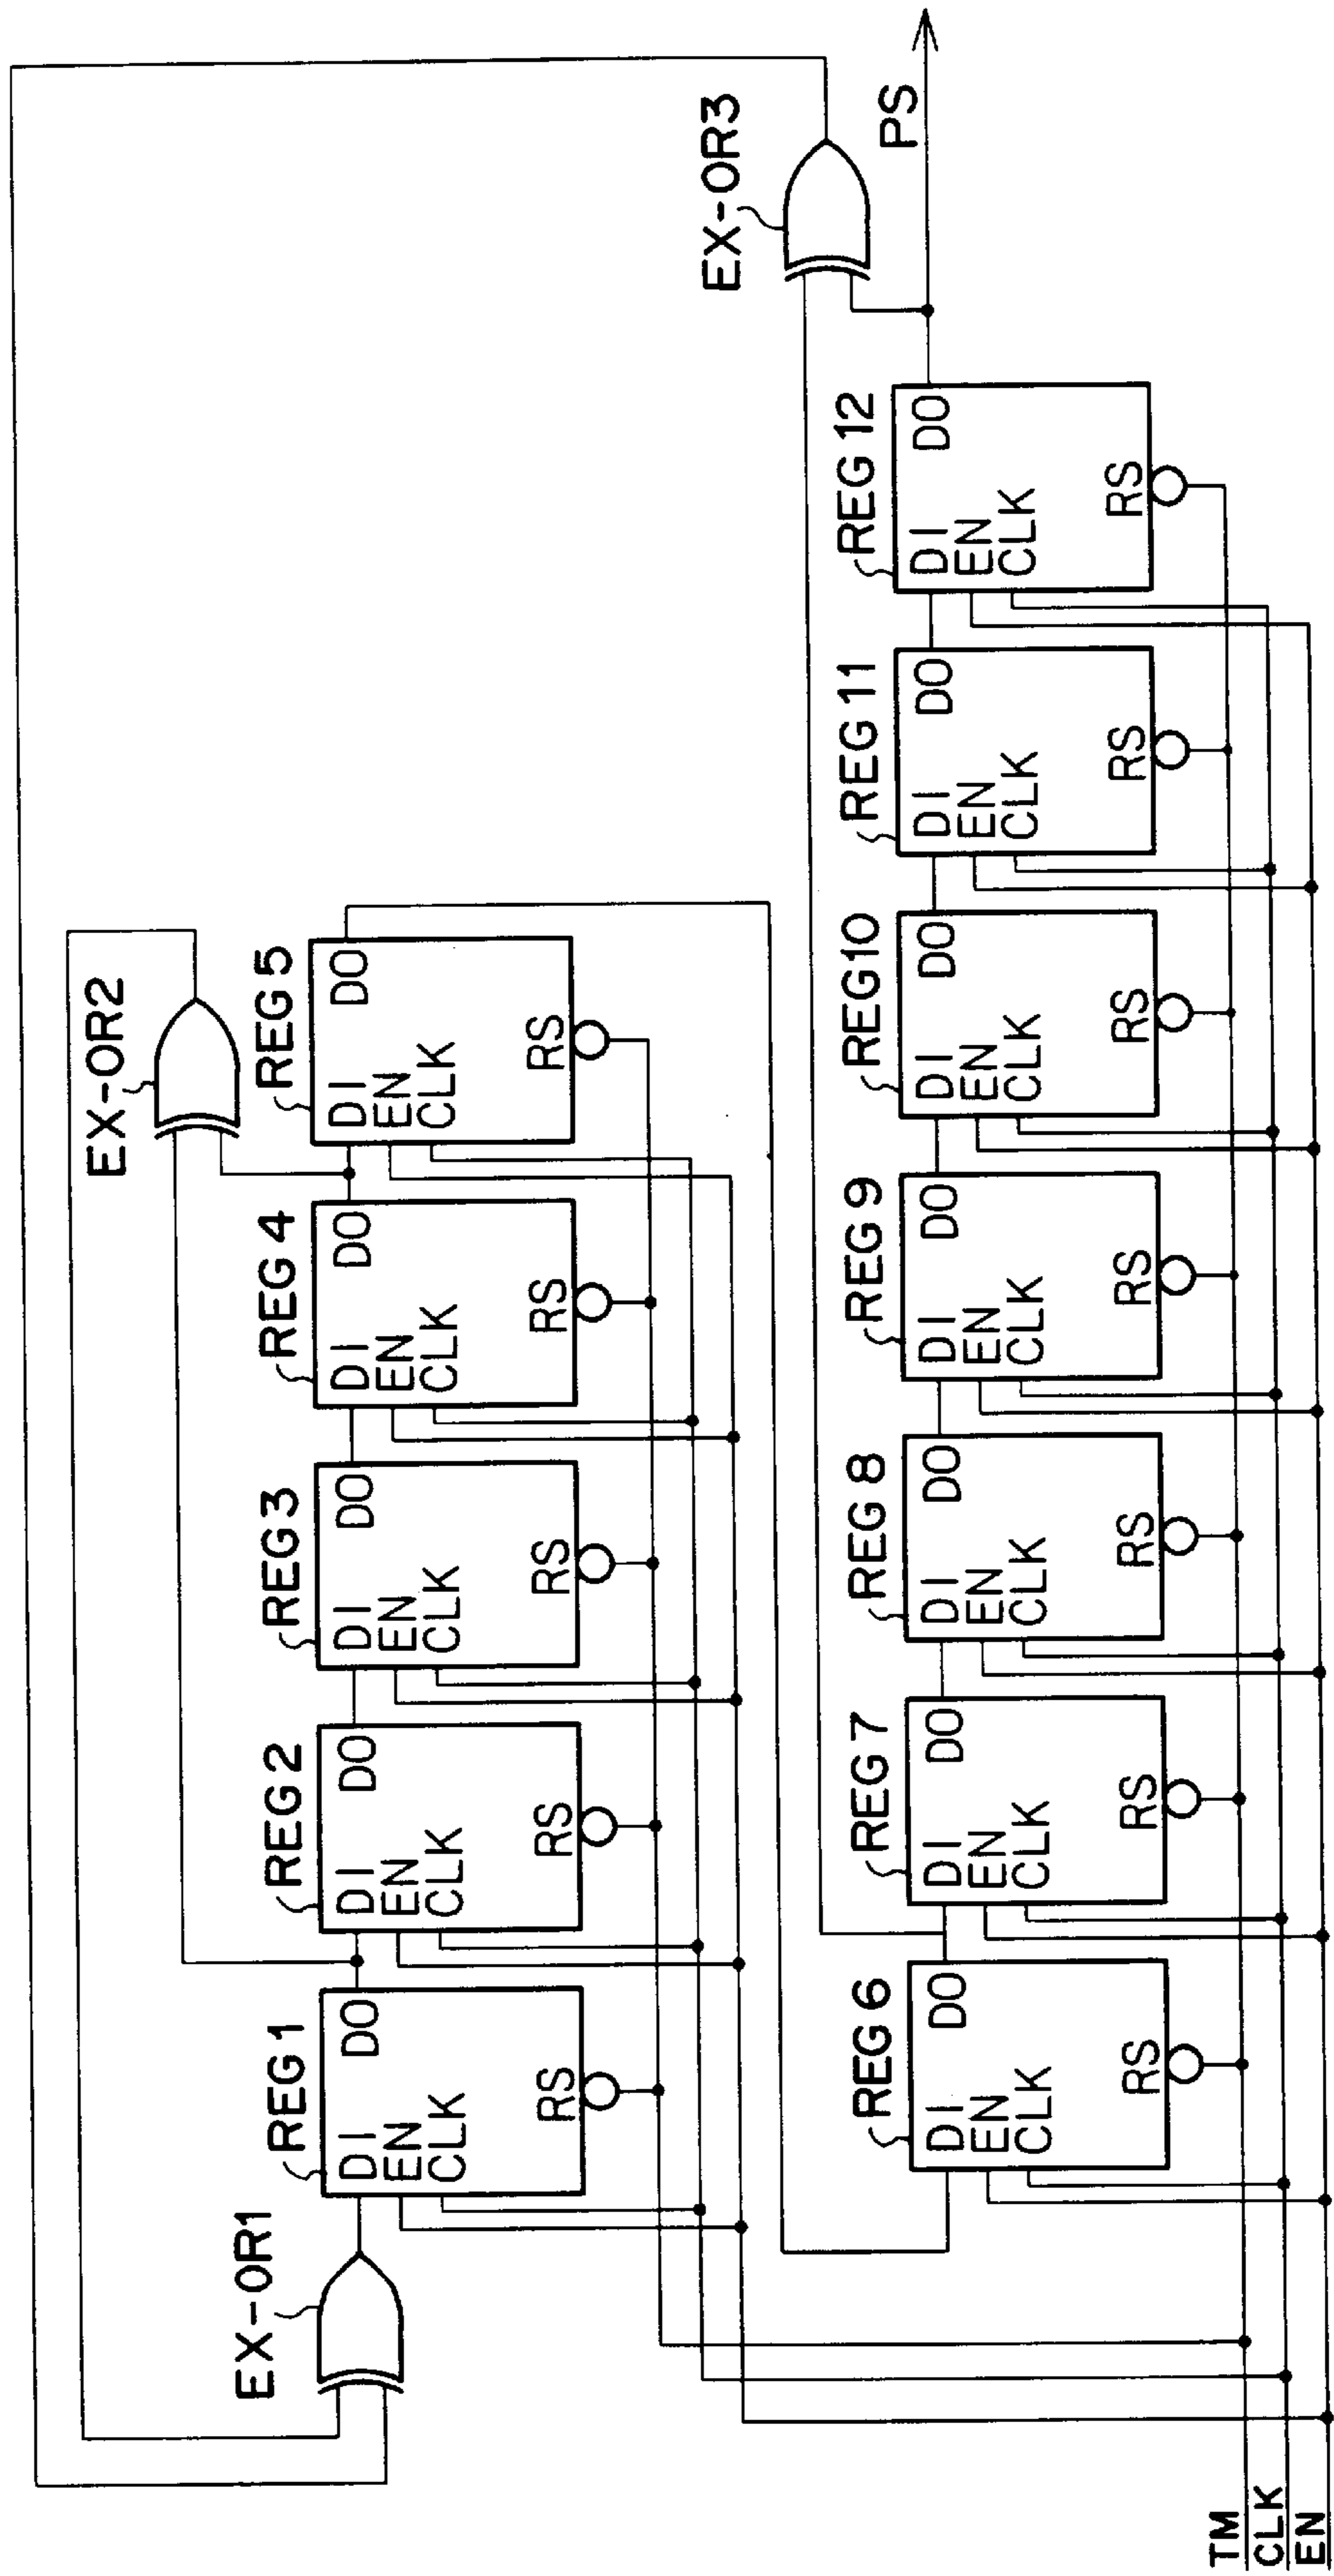 EX-OR2
EX-OR3
EX-OR1
REG 1
DI
EN
CLK
DO
RS
REG 2
DI
EN
CLK
DO
RS
REG 3
DI
EN
CLK
DO
RS
REG 4
DI
EN
CLK
DO
RS
REG 5
DI
EN
CLK
DO
RS
PS
REG 6
DI
EN
CLK
DO
RS
REG 7
DI
EN
CLK
DO
RS
REG 8
DI
EN
CLK
DO
RS
REG 9
DI
EN
CLK
DO
RS
REG 10
DI
EN
CLK
DO
RS
REG 11
DI
EN
CLK
DO
RS
REG 12
DI
EN
CLK
DO
RS
TM
CLK
EN